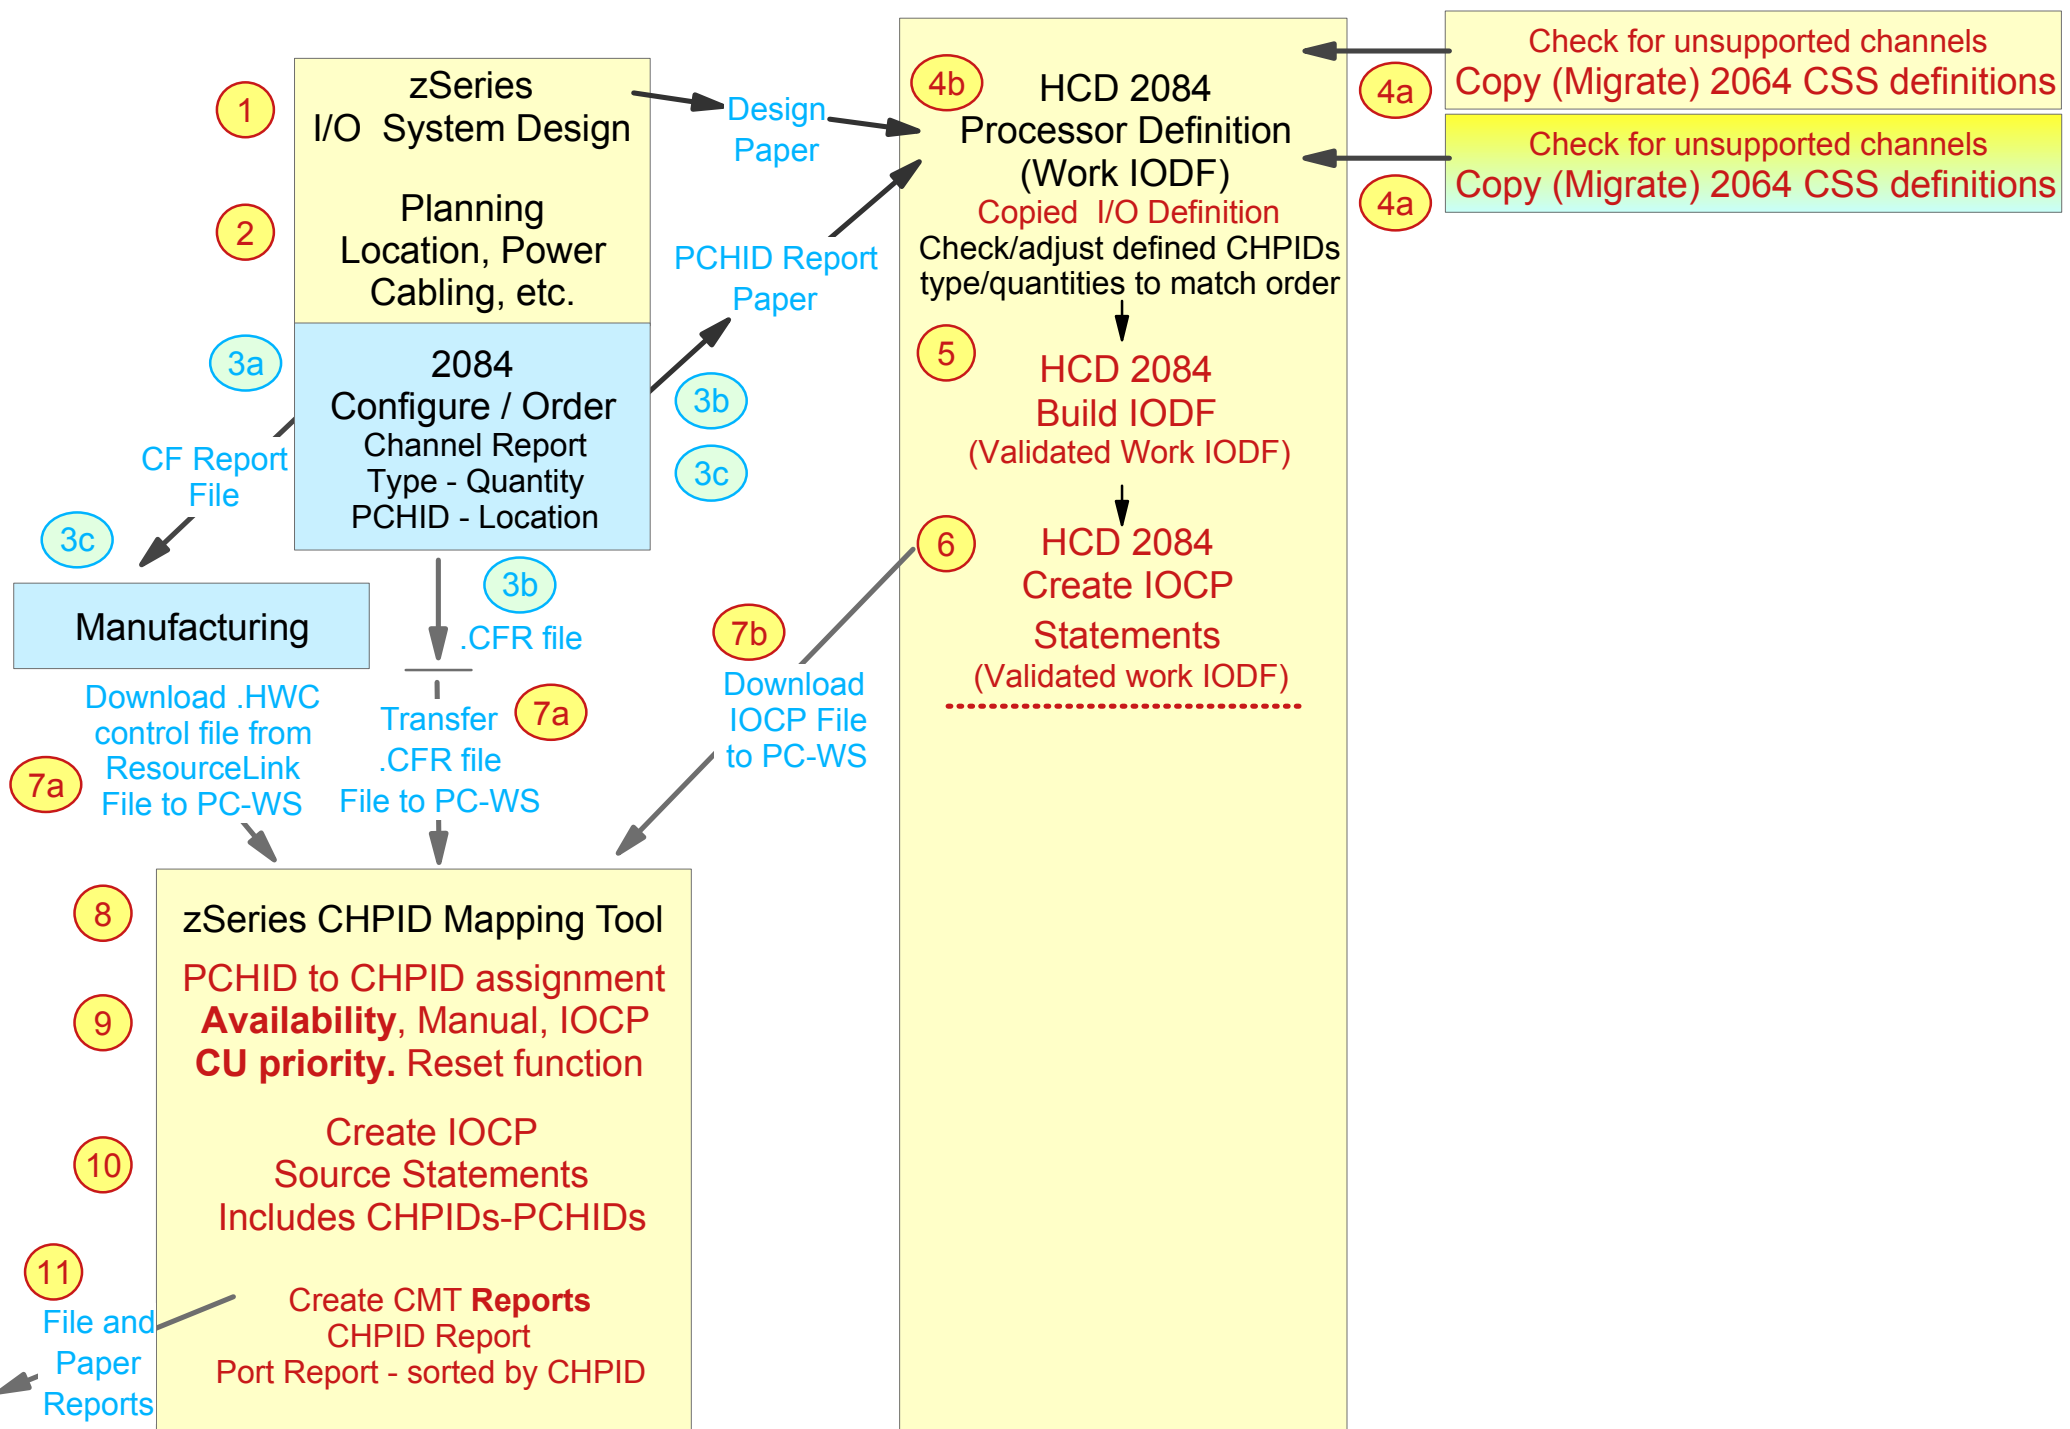 1
zSeries
I/O System Design
2
Planning
Location, Power
Cabling, etc.
3a
2084
Configure / Order
Channel Report
Type - Quantity
PCHID - Location
Design
Paper
PCHID Report
Paper
3b
3c
CF Report
File
3c
Manufacturing
3b
.CFR file
Download .HWC
control file from
ResourceLink
File to PC-WS
7a
Transfer
.CFR file
File to PC-WS
7a
7b
Download
IOCP File
to PC-WS
4b
HCD 2084
Processor Definition
(Work IODF)
Copied I/O Definition
Check/adjust defined CHPIDs
type/quantities to match order
5
HCD 2084
Build IODF
(Validated Work IODF)
6
HCD 2084
Create IOCP
Statements
(Validated work IODF)
4a
Check for unsupported channels
Copy (Migrate) 2064 CSS definitions
4a
Check for unsupported channels
Copy (Migrate) 2064 CSS definitions
8
zSeries CHPID Mapping Tool
9
PCHID to CHPID assignment
Availability, Manual, IOCP
CU priority. Reset function
10
Create IOCP
Source Statements
Includes CHPIDs-PCHIDs
11
File and
Paper
Reports
Create CMT Reports
CHPID Report
Port Report - sorted by CHPID